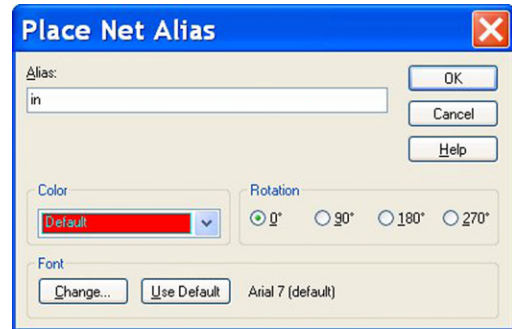 Place Net Alias
Alias:
in
OK
Cancel
Help
Color
Default
Rotation
0° 90° 180° 270°
Font
Change... Use Default Arial 7 (default)